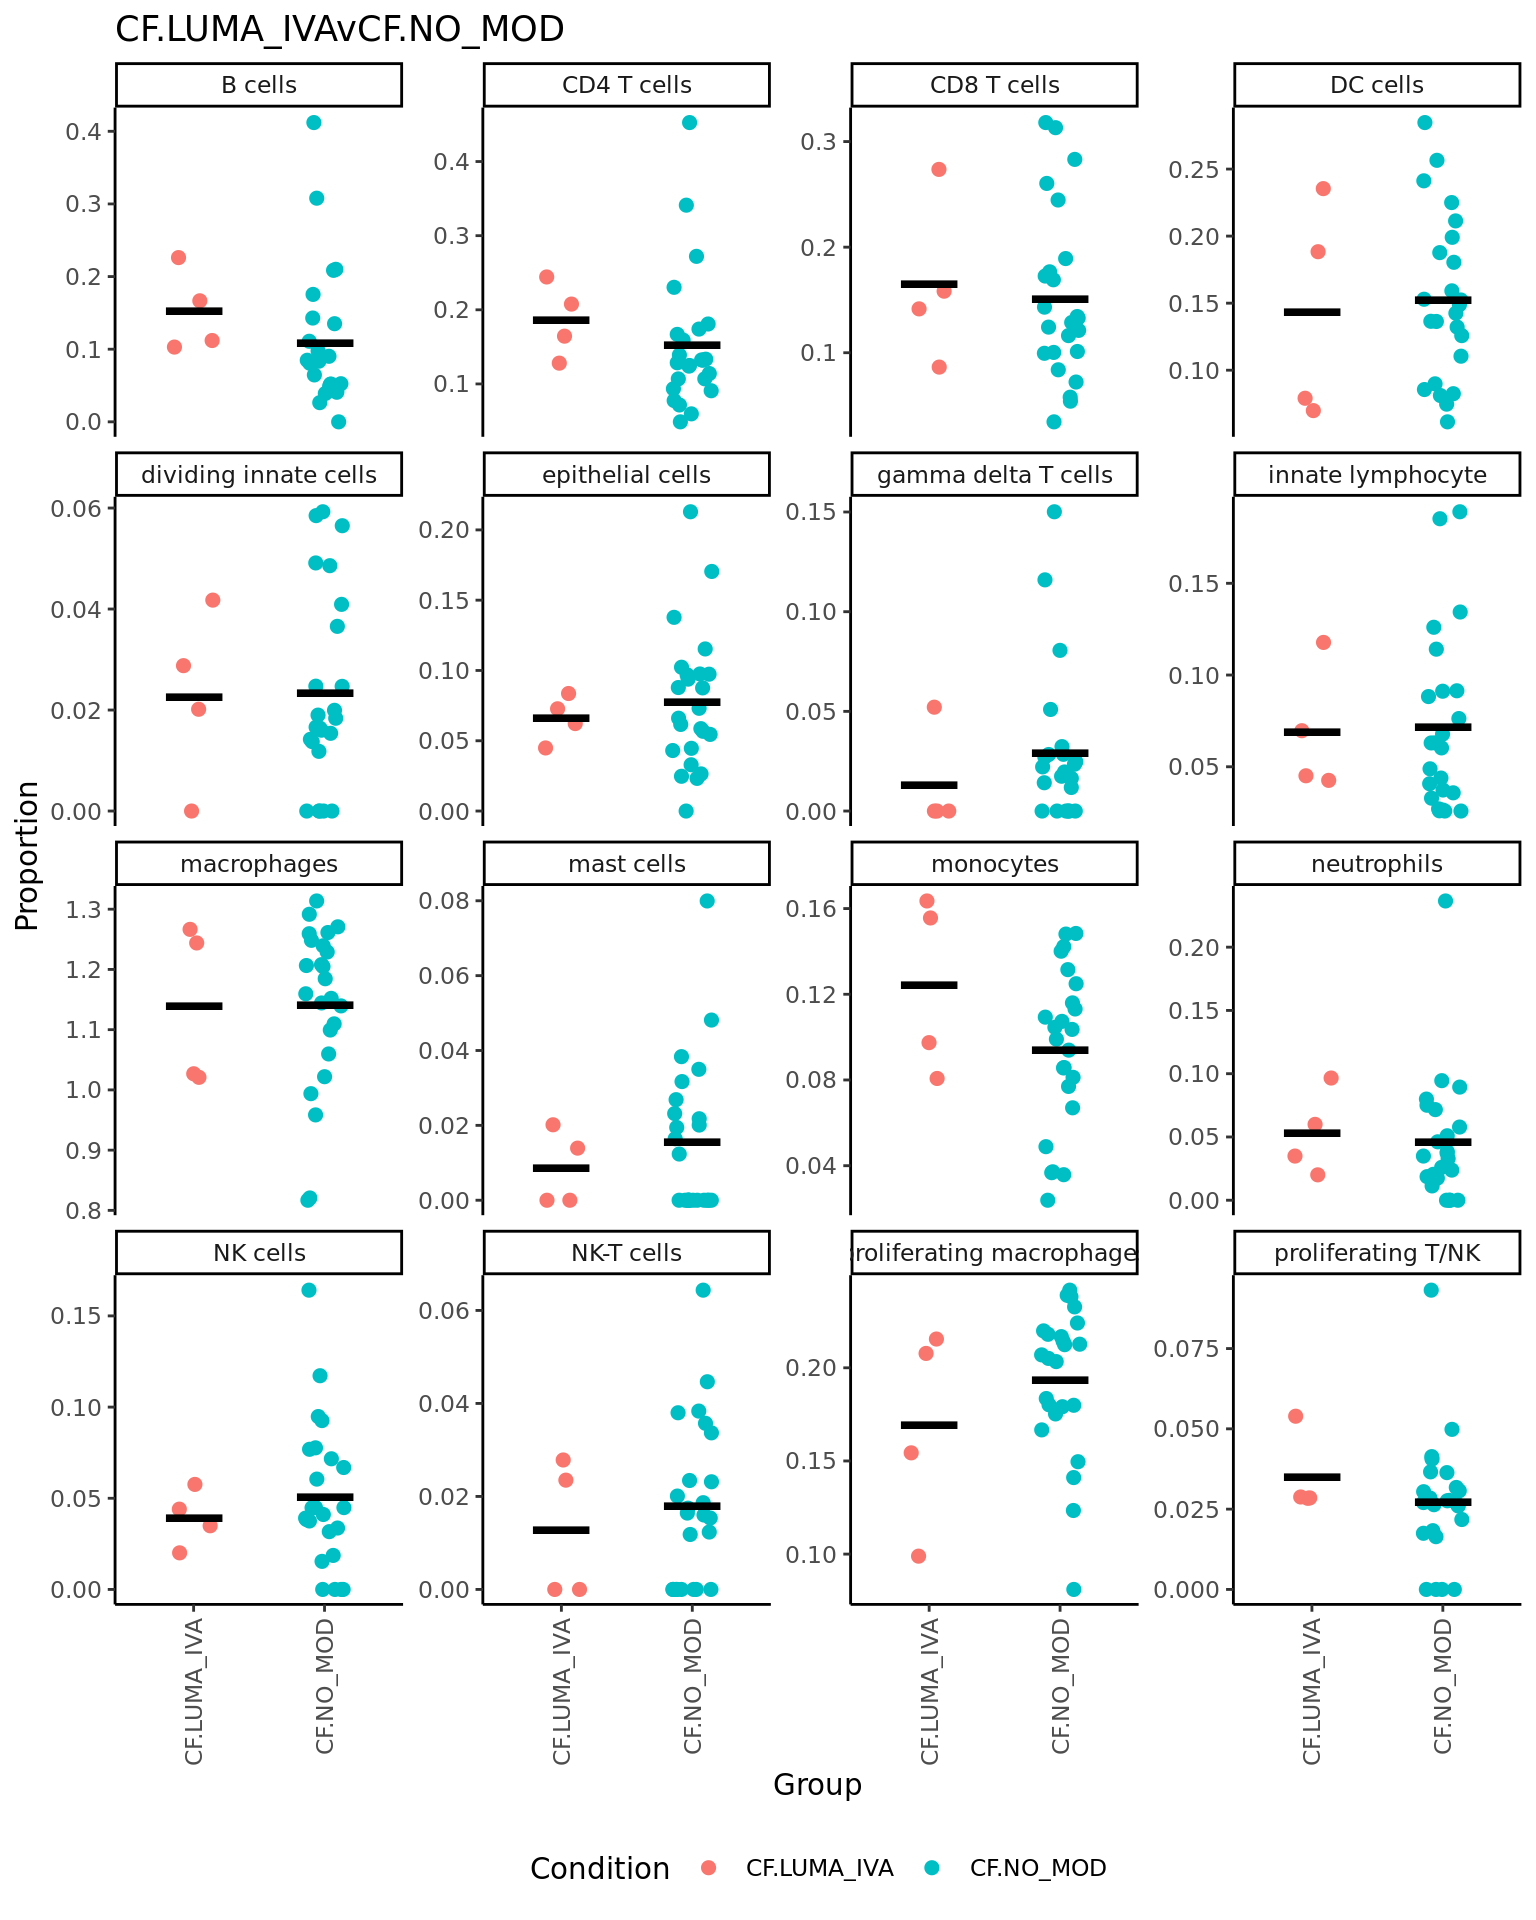 CF.LUMA_IVAvCF.NO_MOD
B cells
CD4 T cells
CD8 T cells
DC cells
0.4
0.3
0.2
0.1
0.0
0.4
0.3
0.2
0.1
0.3
0.2
0.1
0.25
0.20
0.15
0.10
dividing innate cells
epithelial cells
gamma delta T cells
innate lymphocyte
0.06
0.04
0.02
0.00
0.20
0.15
0.10
0.05
0.00
0.15
0.10
0.05
0.00
0.15
0.10
0.05
Proportion
macrophages
mast cells
monocytes
neutrophils
1.3
1.2
1.1
1.0
0.9
0.8
0.08
0.06
0.04
0.02
0.00
0.16
0.12
0.08
0.04
0.20
0.15
0.10
0.05
0.00
NK cells
NK-T cells
roliferating macrophage
proliferating T/NK
0.15
0.10
0.05
0.00
0.06
0.04
0.02
0.00
0.20
0.15
0.10
0.075
0.050
0.025
0.000
CF.LUMA_IVA
CF.NO_MOD
CF.LUMA_IVA
CF.NO_MOD
CF.LUMA_IVA
CF.NO_MOD
CF.LUMA_IVA
CF.NO_MOD
Group
Condition
CF.LUMA_IVA
CF.NO_MOD